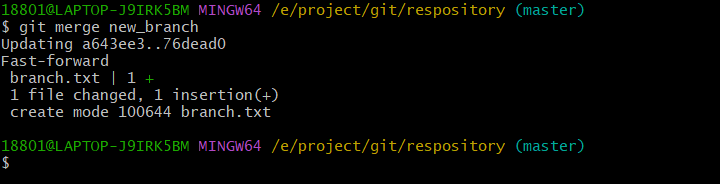 18801@LAPTOP-J9IRK5BM MINGW64 /e/project/git/respository (master)
$ git merge new_branch
Updating a643ee3..76dead0
Fast-forward
 branch.txt | 1 +
 1 file changed, 1 insertion(+)
 create mode 100644 branch.txt

18801@LAPTOP-J9IRK5BM MINGW64 /e/project/git/respository (master)
$